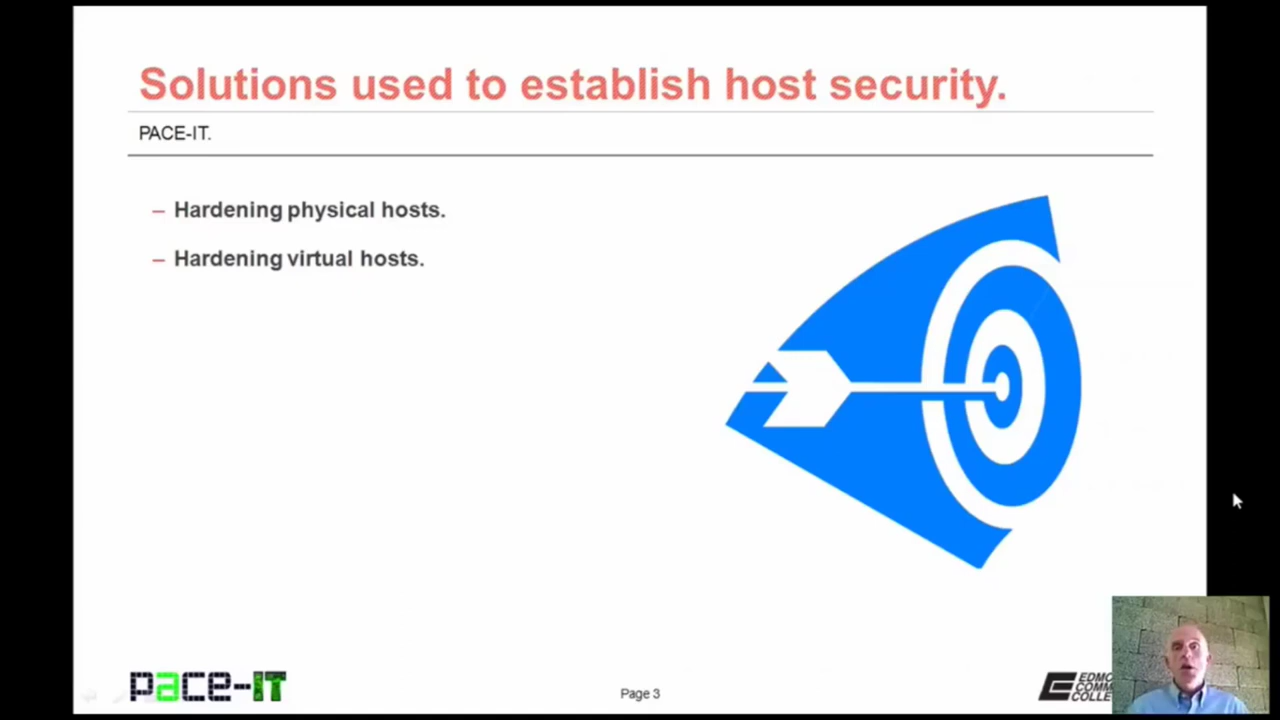 Solutions used to establish host security.
PACE-IT.
– Hardening physical hosts.
– Hardening virtual hosts.
pace-IT
Page 3